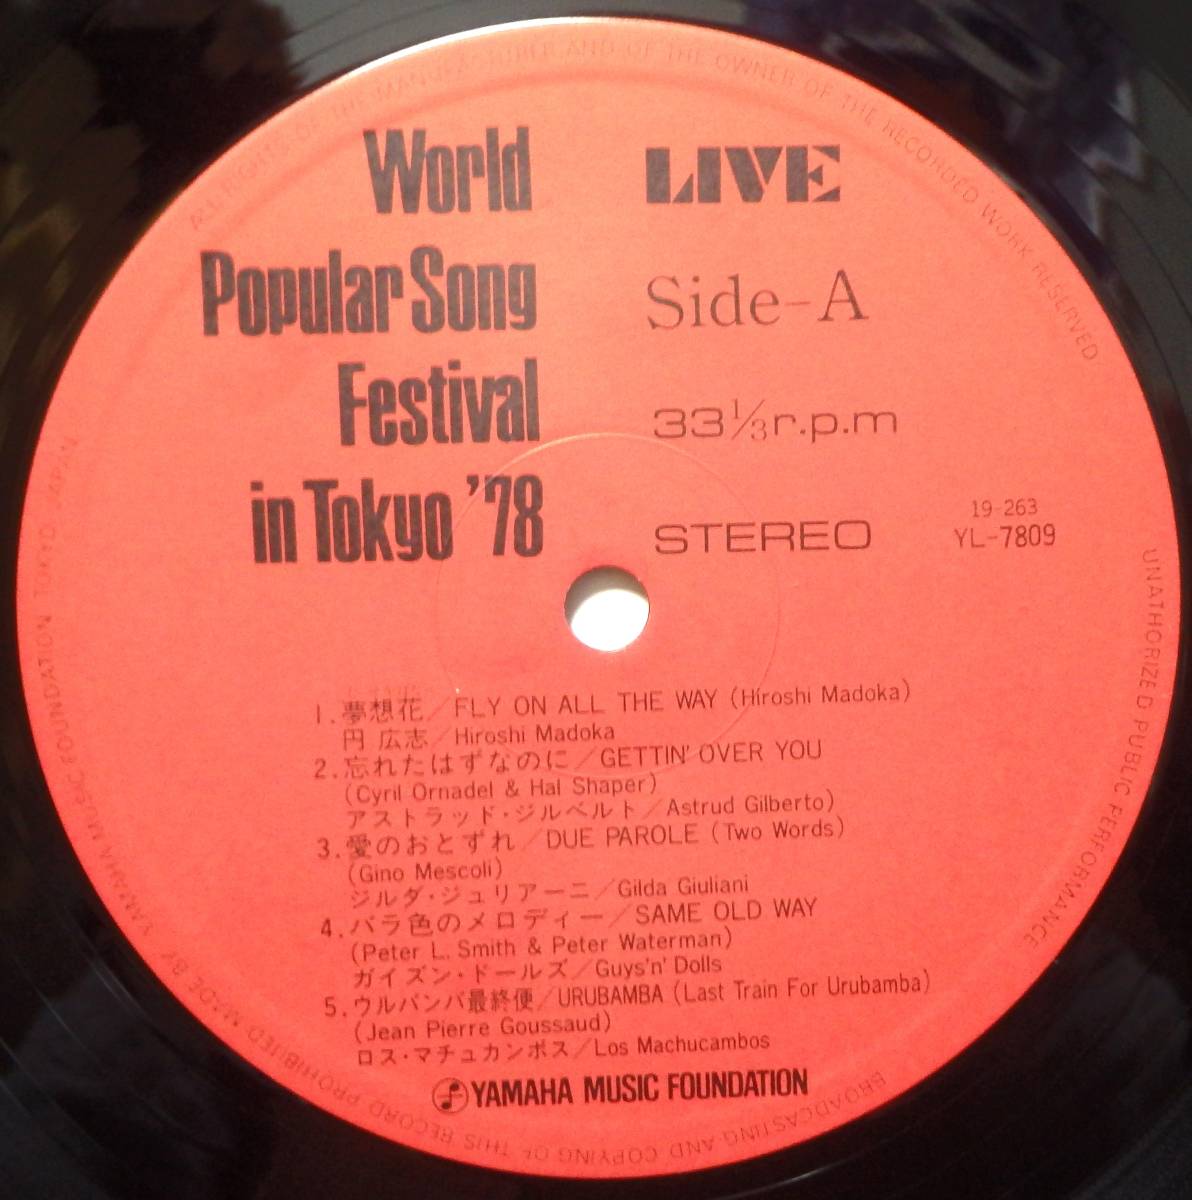 World
Popular Song
Festival
in Tokyo '78
LIVE
Side-A
33 1/3 r.p.m
STEREO
19-263
YL-7809
1. 夢想花／FLY ON ALL THE WAY (Hiroshi Madoka)
円 広志／Hiroshi Madoka
2. 忘れたはずなのに／GETTIN' OVER YOU
(Cyril Ornadel & Hal Shaper)
アストラッド・ジルベルト／Astrud Gilberto)
3. 愛のおとずれ／DUE PAROLE (Two Words)
(Gino Mescoli)
ジルダ・ジュリアーニ／Gilda Giuliani
4. バラ色のメロディー／SAME OLD WAY
(Peter L. Smith & Peter Waterman)
ガイズン・ドールズ／Guys'n' Dolls
5. ウルバンバ最終便／URUBAMBA (Last Train For Urubamba)
(Jean Pierre Goussaud)
ロス・マチュカンボス／Los Machucambos
YAMAHA MUSIC FOUNDATION
ALL RIGHTS OF THE MANUFACTURER AND OF THE OWNER OF THE RECORDED WORK RESERVED
UNATHORIZED PUBLIC PERFORMANCE
BROADCASTING AND COPYING OF THIS RECORD PROHIBITED MADE BY YAMAHA MUSIC FOUNDATION TOKYO JAPAN